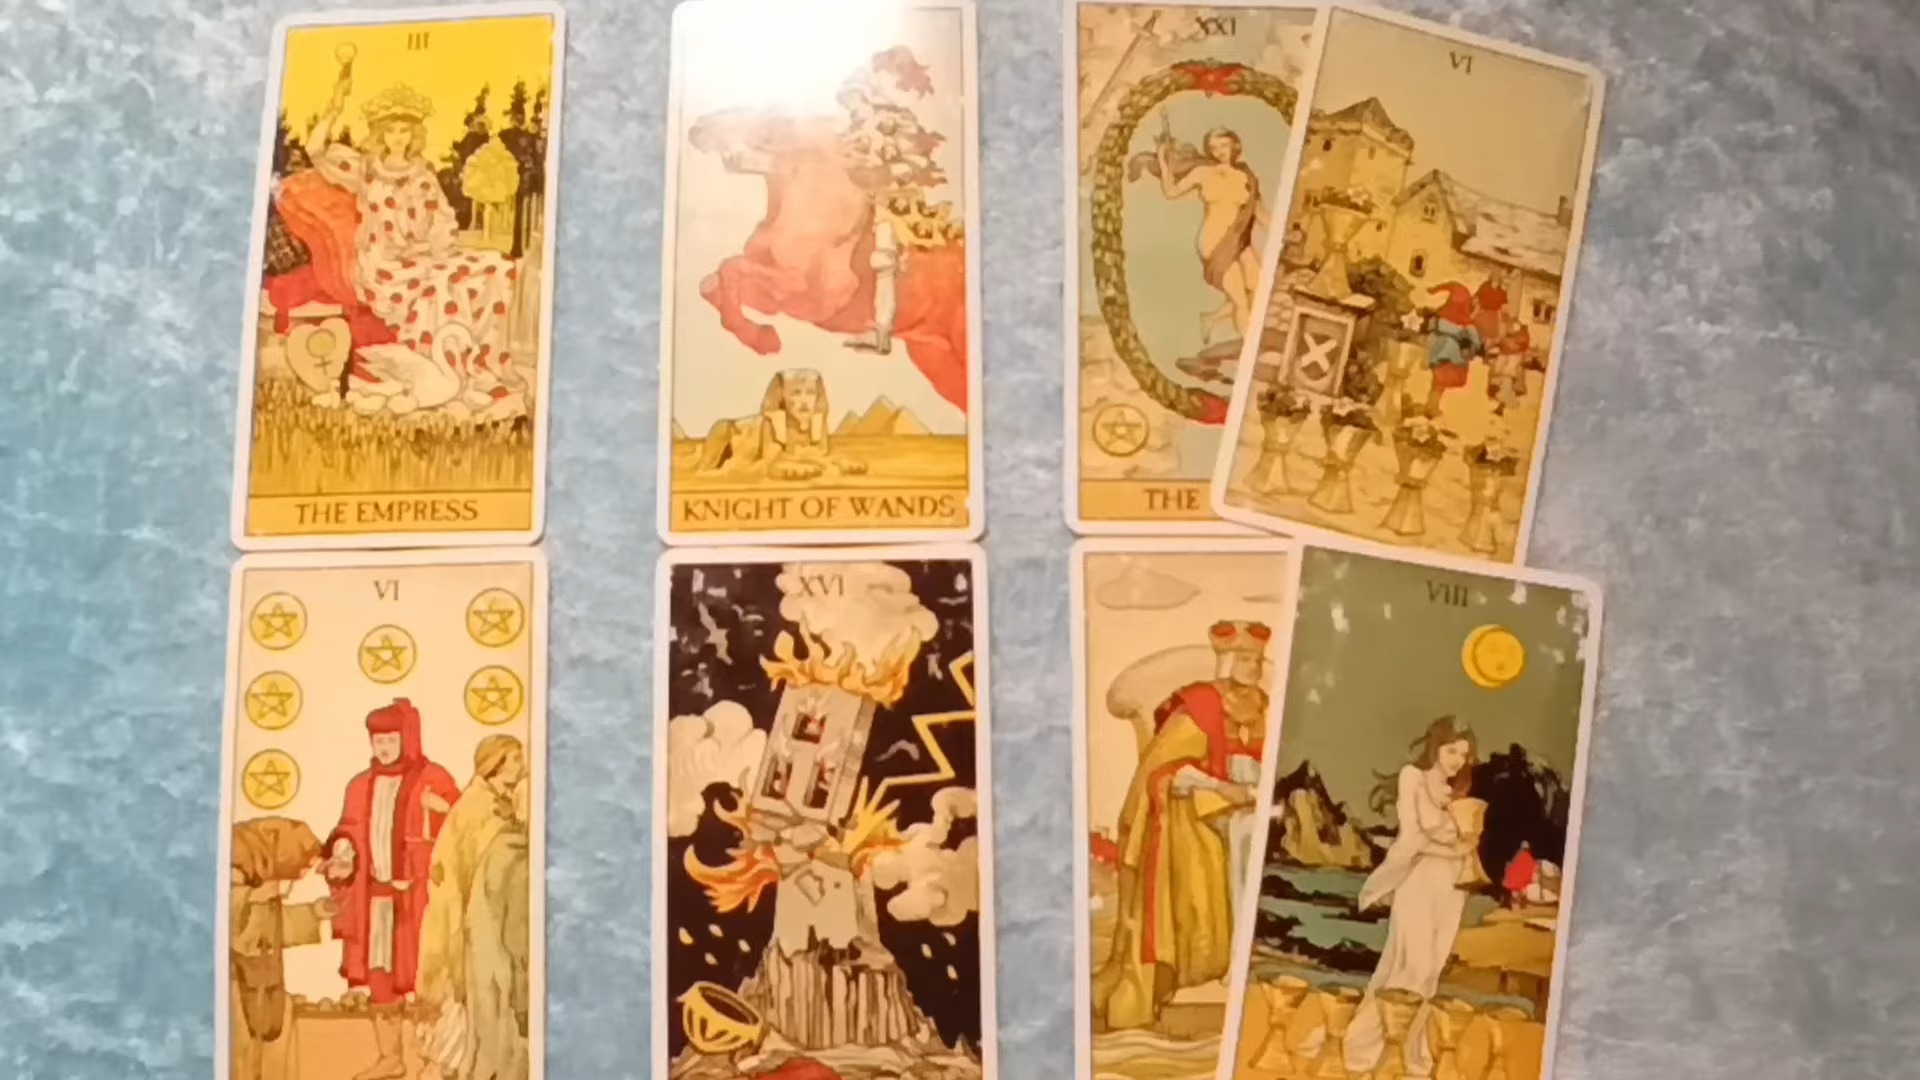 III
THE EMPRESS
KNIGHT OF WANDS
XXI
THE
VI
VI
XVI
VIII